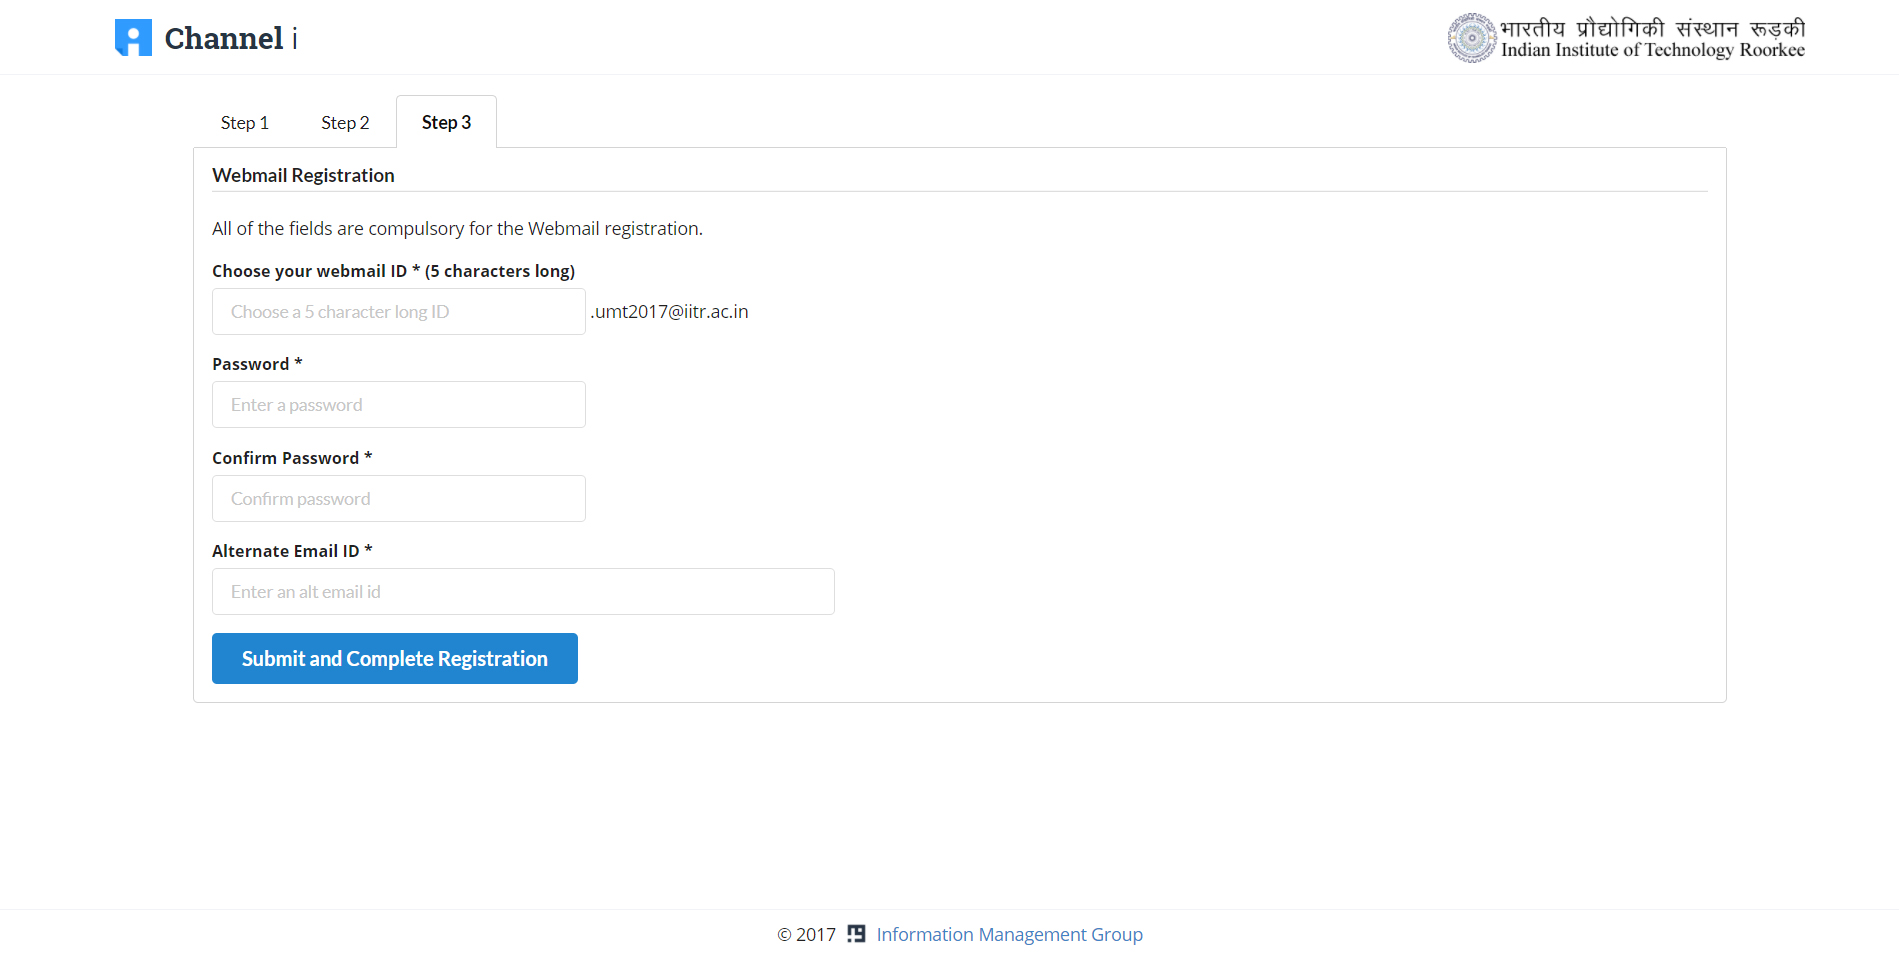 Channel i
भारतीय प्रौद्योगिकी संस्थान रूड़की
Indian Institute of Technology Roorkee
Step 1
Step 2
Step 3
Webmail Registration
All of the fields are compulsory for the Webmail registration.
Choose your webmail ID * (5 characters long)
Choose a 5 character long ID .umt2017@iitr.ac.in
Password *
Enter a password
Confirm Password *
Confirm password
Alternate Email ID *
Enter an alt email id
Submit and Complete Registration
© 2017 Information Management Group